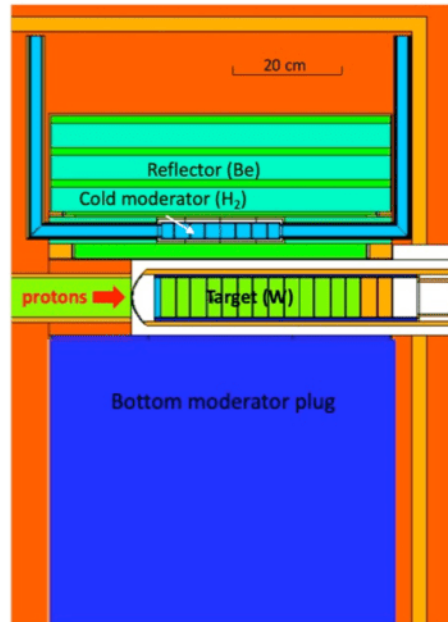 20 cm
Reflector (Be)
Cold moderator (H₂)
protons
Target (W)
Bottom moderator plug